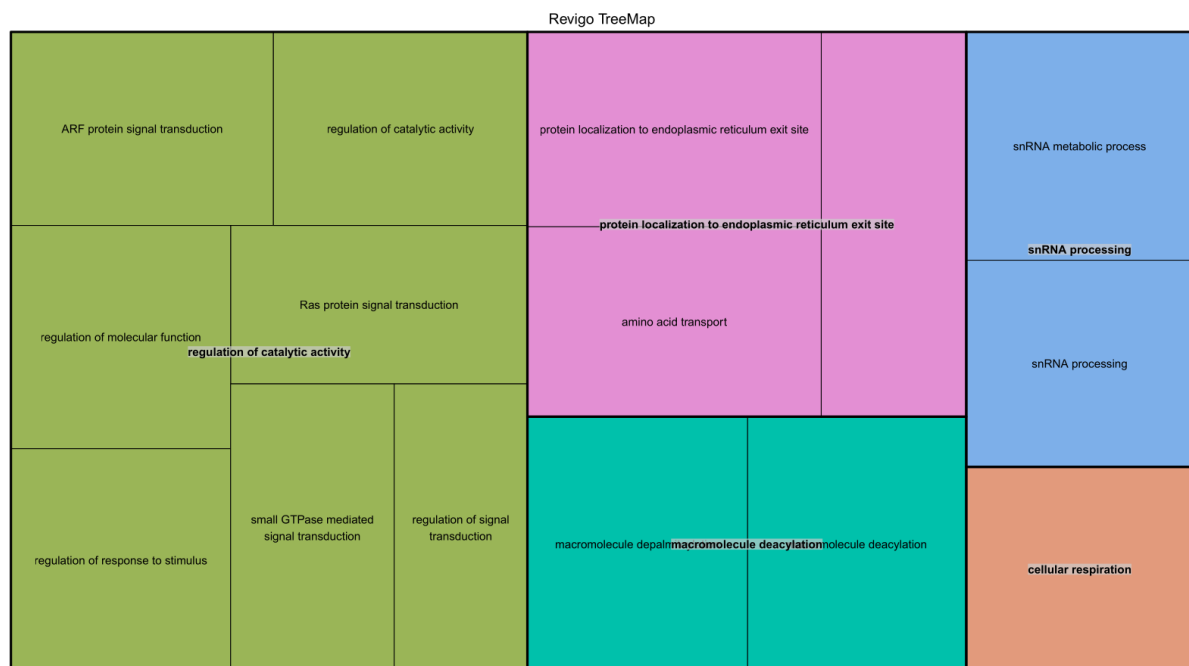 Revigo TreeMap
ARF protein signal transduction
regulation of catalytic activity
protein localization to endoplasmic reticulum exit site
snRNA metabolic process
protein localization to endoplasmic reticulum exit site
snRNA processing
regulation of molecular function
Ras protein signal transduction
amino acid transport
regulation of catalytic activity
snRNA processing
regulation of response to stimulus
small GTPase mediated
signal transduction
regulation of signal
transduction
macromolecule
macromolecule deacylation
deacylation
cellular respiration